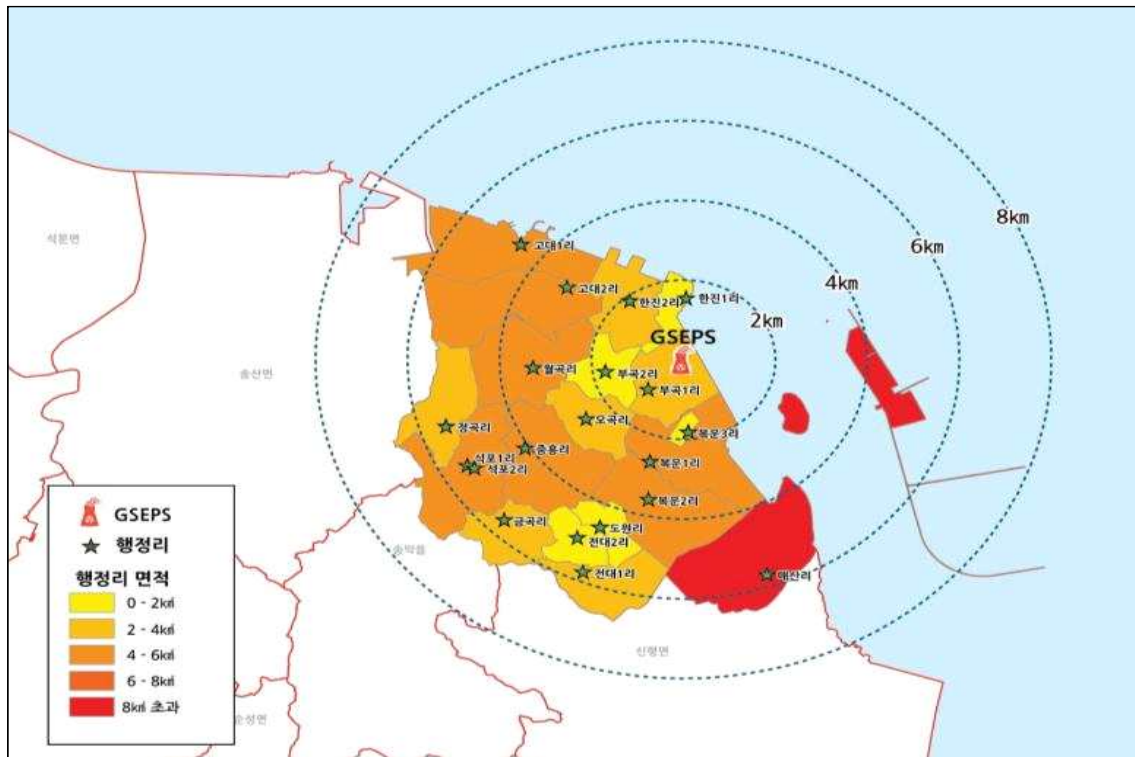 8km
6km
4km
2km
석문면
송산면
송악읍
신평면
순성면
고대1리
고대2리
한진2리
한진1리
GSEPS
월곡리
부곡2리
부곡1리
오곡리
복운3리
정곡리
중흥리
석포1리
석포2리
복운1리
복운2리
금곡리
도원리
전대2리
전대1리
매산리
GSEPS
행정리
행정리 면적
0 - 2㎢
2 - 4㎢
4 - 6㎢
6 - 8㎢
8㎢ 초과